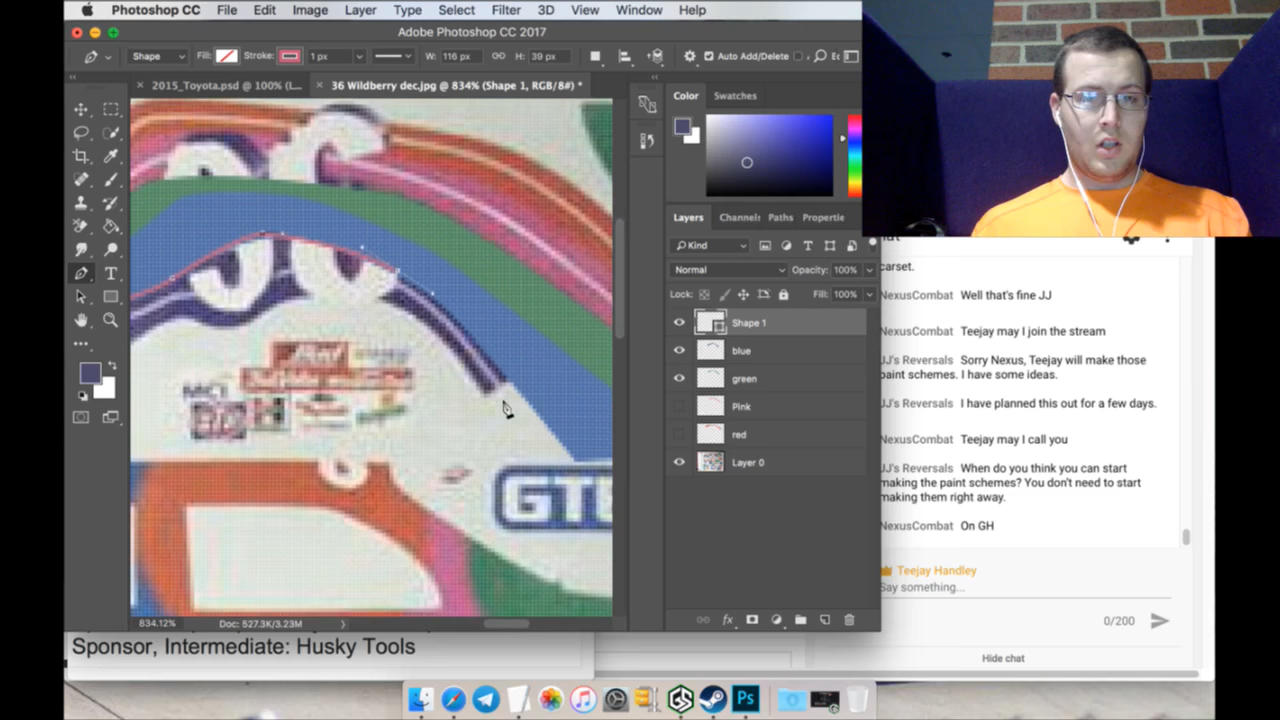 Photoshop CC File Edit Image Layer Type Select Filter 3D View Window Help
Adobe Photoshop CC 2017
Shape Fill: Stroke: 1 px W: 116 px H: 39 px Auto Add/Delete
2015_Toyota.psd @ 100% (L... 36 Wildberry dec.jpg @ 834% (Shape 1, RGB/8#) *
Color Swatches
Layers Channel: Paths Propertie
Kind
Normal Opacity: 100%
Lock: Fill: 100%
Shape 1
blue
green
Pink
red
Layer 0
GTE
834.12% Doc: 527.3K/3.23M
Sponsor, Intermediate: Husky Tools
carset.
NexusCombat Well that's fine JJ
NexusCombat Teejay may I join the stream
JJ's Reversals Sorry Nexus, Teejay will make those
paint schemes. I have some ideas.
JJ's Reversals I have planned this out for a few days.
NexusCombat Teejay may I call you
JJ's Reversals When do you think you can start
making the paint schemes? You don't need to start
making them right away.
NexusCombat On GH
Teejay Handley
Say something...
0/200
Hide chat
Ps